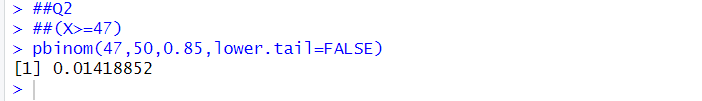 > ##Q2
> ##(X>=47)
> pbinom(47,50,0.85,lower.tail=FALSE)
[1] 0.01418852
>